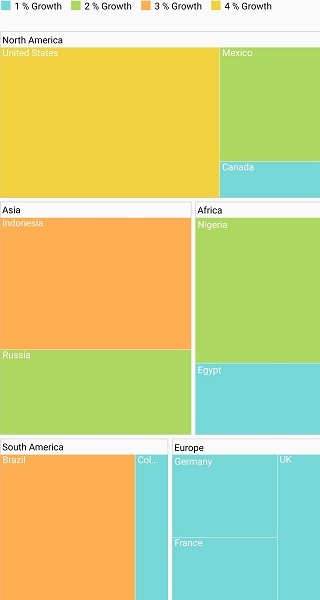 1 % Growth 2 % Growth 3 % Growth 4 % Growth
North America
United States
Mexico
Canada
Asia
Indonesia
Russia
Africa
Nigeria
Egypt
South America
Brazil
Col...
Europe
Germany
France
UK